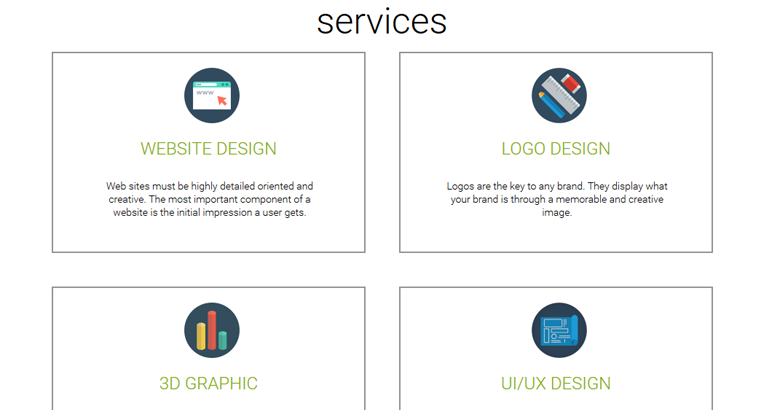 services
WEBSITE DESIGN
Web sites must be highly detailed oriented and
creative. The most important component of a
website is the initial impression a user gets.
LOGO DESIGN
Logos are the key to any brand. They display what
your brand is through a memorable and creative
image.
3D GRAPHIC
UI/UX DESIGN
www